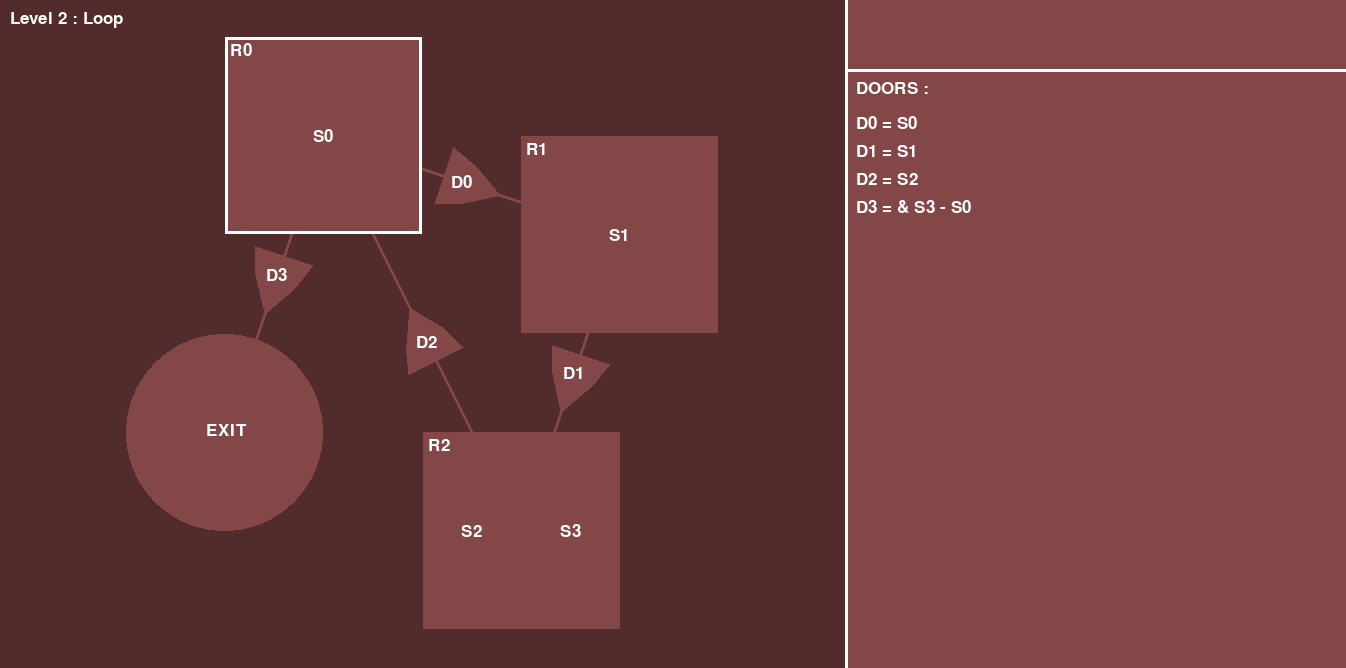 Level 2 : Loop
R0
S0
D0
R1
S1
D3
D2
D1
EXIT
R2
S2 S3
DOORS :
D0 = S0
D1 = S1
D2 = S2
D3 = & S3 - S0